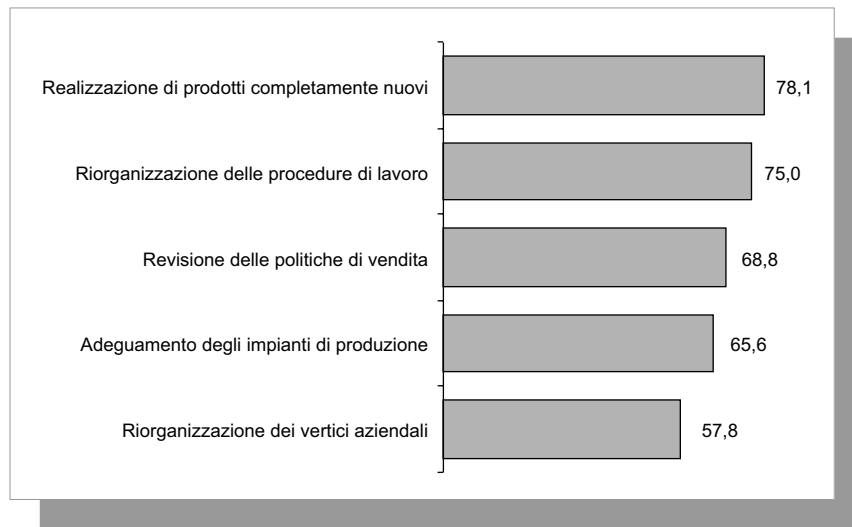 Realizzazione di prodotti completamente nuovi 78,1
Riorganizzazione delle procedure di lavoro 75,0
Revisione delle politiche di vendita 68,8
Adeguamento degli impianti di produzione 65,6
Riorganizzazione dei vertici aziendali 57,8